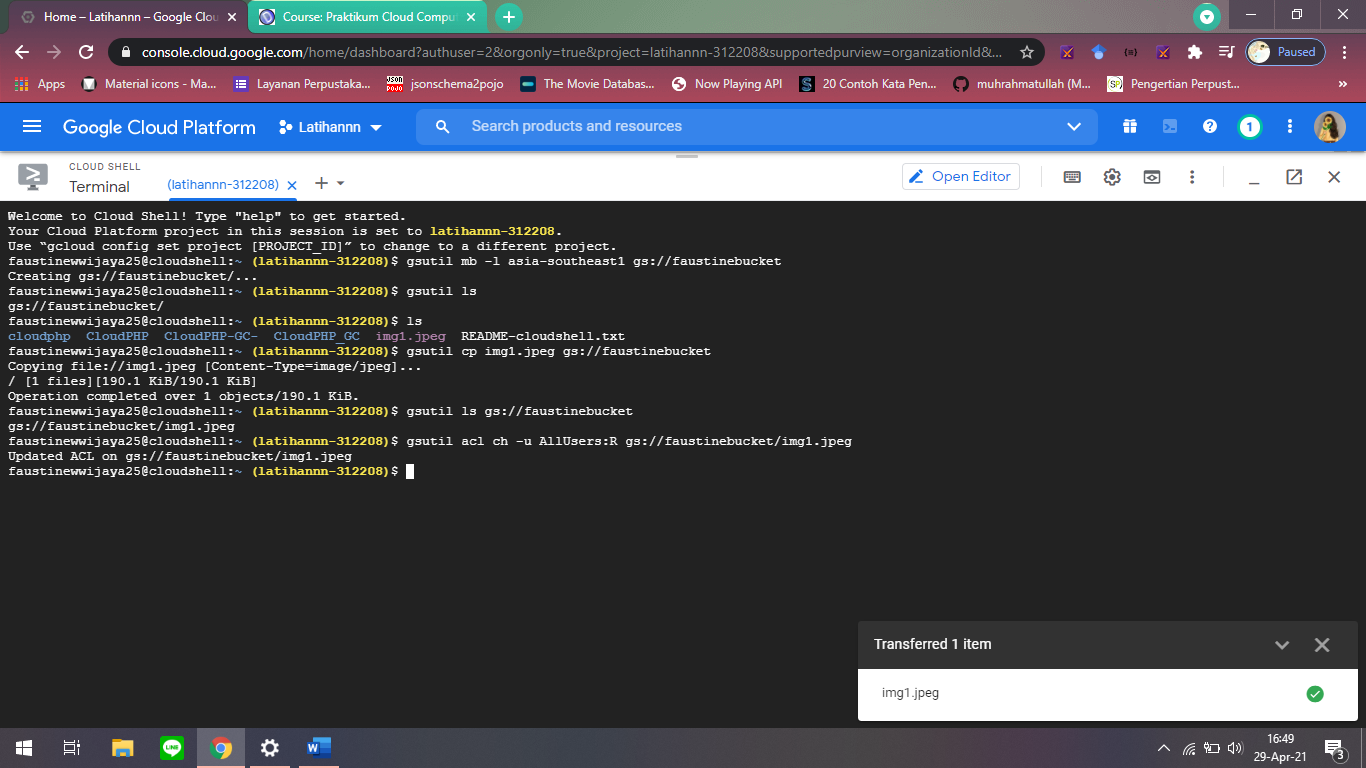 Home – Latihannn – Google Clou
Course: Praktikum Cloud Compu
console.cloud.google.com/home/dashboard?authuser=2&orgonly=true&project=latihannn-312208&supportedpurview=organizationId&...
Paused
Apps
Material icons - Ma...
Layanan Perpustaka...
JSON
POJO
jsonschema2pojo
The Movie Databas...
Now Playing API
S
20 Contoh Kata Pen...
muhrahmatullah (M...
SP
Pengertian Perpust...
»
Google Cloud Platform
Latihannn
Search products and resources
1
CLOUD SHELL
Terminal
(latihannn-312208)
Open Editor
Welcome to Cloud Shell! Type "help" to get started.
Your Cloud Platform project in this session is set to latihannn-312208.
Use “gcloud config set project [PROJECT_ID]” to change to a different project.
faustinewwijaya25@cloudshell:~ (latihannn-312208)$ gsutil mb -l asia-southeast1 gs://faustinebucket
Creating gs://faustinebucket/...
faustinewwijaya25@cloudshell:~ (latihannn-312208)$ gsutil ls
gs://faustinebucket/
faustinewwijaya25@cloudshell:~ (latihannn-312208)$ ls
cloudphp  CloudPHP  CloudPHP-GC-  CloudPHP_GC  img1.jpeg  README-cloudshell.txt
faustinewwijaya25@cloudshell:~ (latihannn-312208)$ gsutil cp img1.jpeg gs://faustinebucket
Copying file://img1.jpeg [Content-Type=image/jpeg]...
/ [1 files][190.1 KiB/190.1 KiB]
Operation completed over 1 objects/190.1 KiB.
faustinewwijaya25@cloudshell:~ (latihannn-312208)$ gsutil ls gs://faustinebucket
gs://faustinebucket/img1.jpeg
faustinewwijaya25@cloudshell:~ (latihannn-312208)$ gsutil acl ch -u AllUsers:R gs://faustinebucket/img1.jpeg
Updated ACL on gs://faustinebucket/img1.jpeg
faustinewwijaya25@cloudshell:~ (latihannn-312208)$
Transferred 1 item
img1.jpeg
LINE
W
16:49
29-Apr-21
3